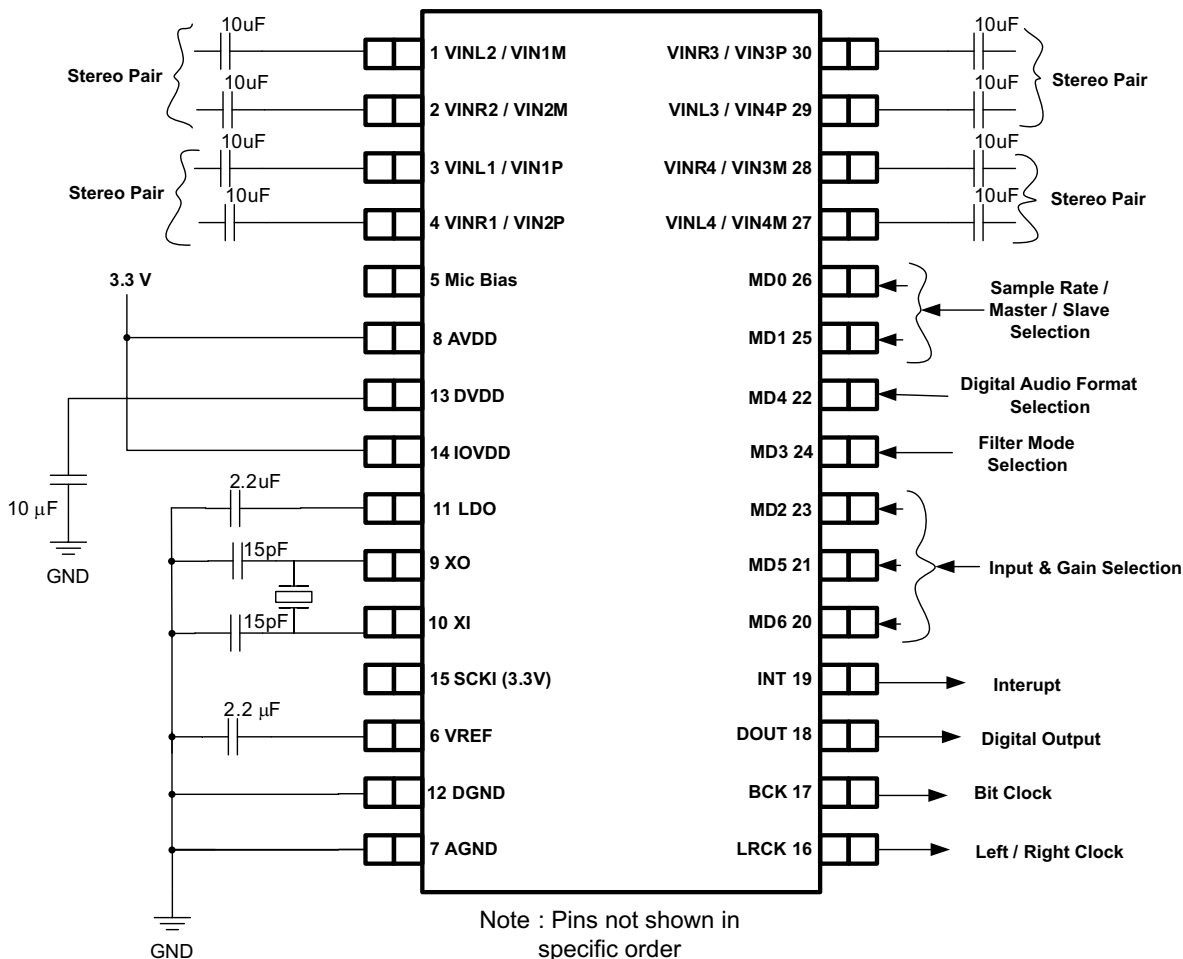 10uF
10uF
1 VINL2 / VIN1M
VINR3 / VIN3P 30
Stereo Pair
Stereo Pair
10uF
10uF
2 VINR2 / VIN2M
VINL3 / VIN4P 29
10uF
10uF
3 VINL1 / VIN1P
VINR4 / VIN3M 28
Stereo Pair
Stereo Pair
10uF
10uF
4 VINR1 / VIN2P
VINL4 / VIN4M 27
3.3 V
5 Mic Bias
MD0 26
Sample Rate /
Master / Slave
Selection
8 AVDD
MD1 25
13 DVDD
MD4 22
Digital Audio Format
Selection
14 IOVDD
MD3 24
Filter Mode
Selection
10 μF
GND
2.2uF
11 LDO
MD2 23
15pF
9 XO
MD5 21
Input & Gain Selection
15pF
10 XI
MD6 20
15 SCKI (3.3V)
INT 19
Interupt
2.2 μF
6 VREF
DOUT 18
Digital Output
12 DGND
BCK 17
Bit Clock
7 AGND
LRCK 16
Left / Right Clock
GND
Note : Pins not shown in
specific order